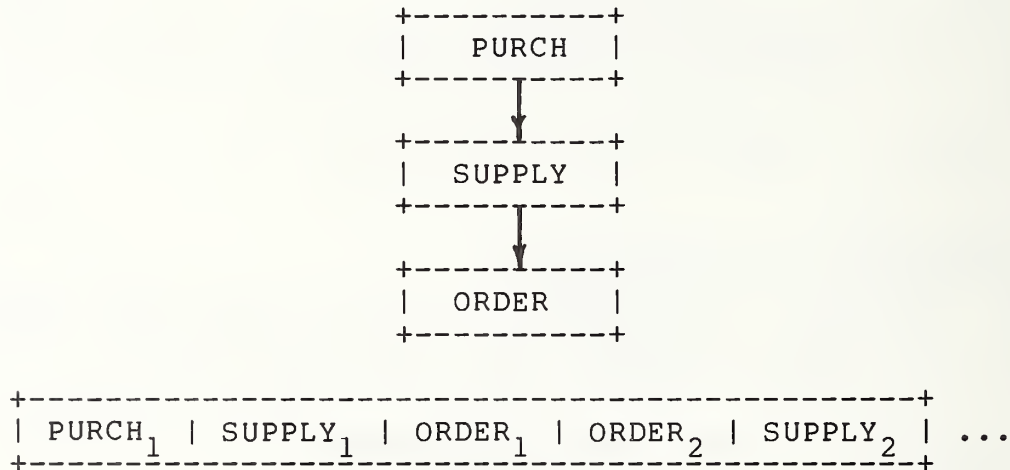 PURCH
SUPPLY
ORDER
| PURCH₁ | SUPPLY₁ | ORDER₁ | ORDER₂ | SUPPLY₂ | ...